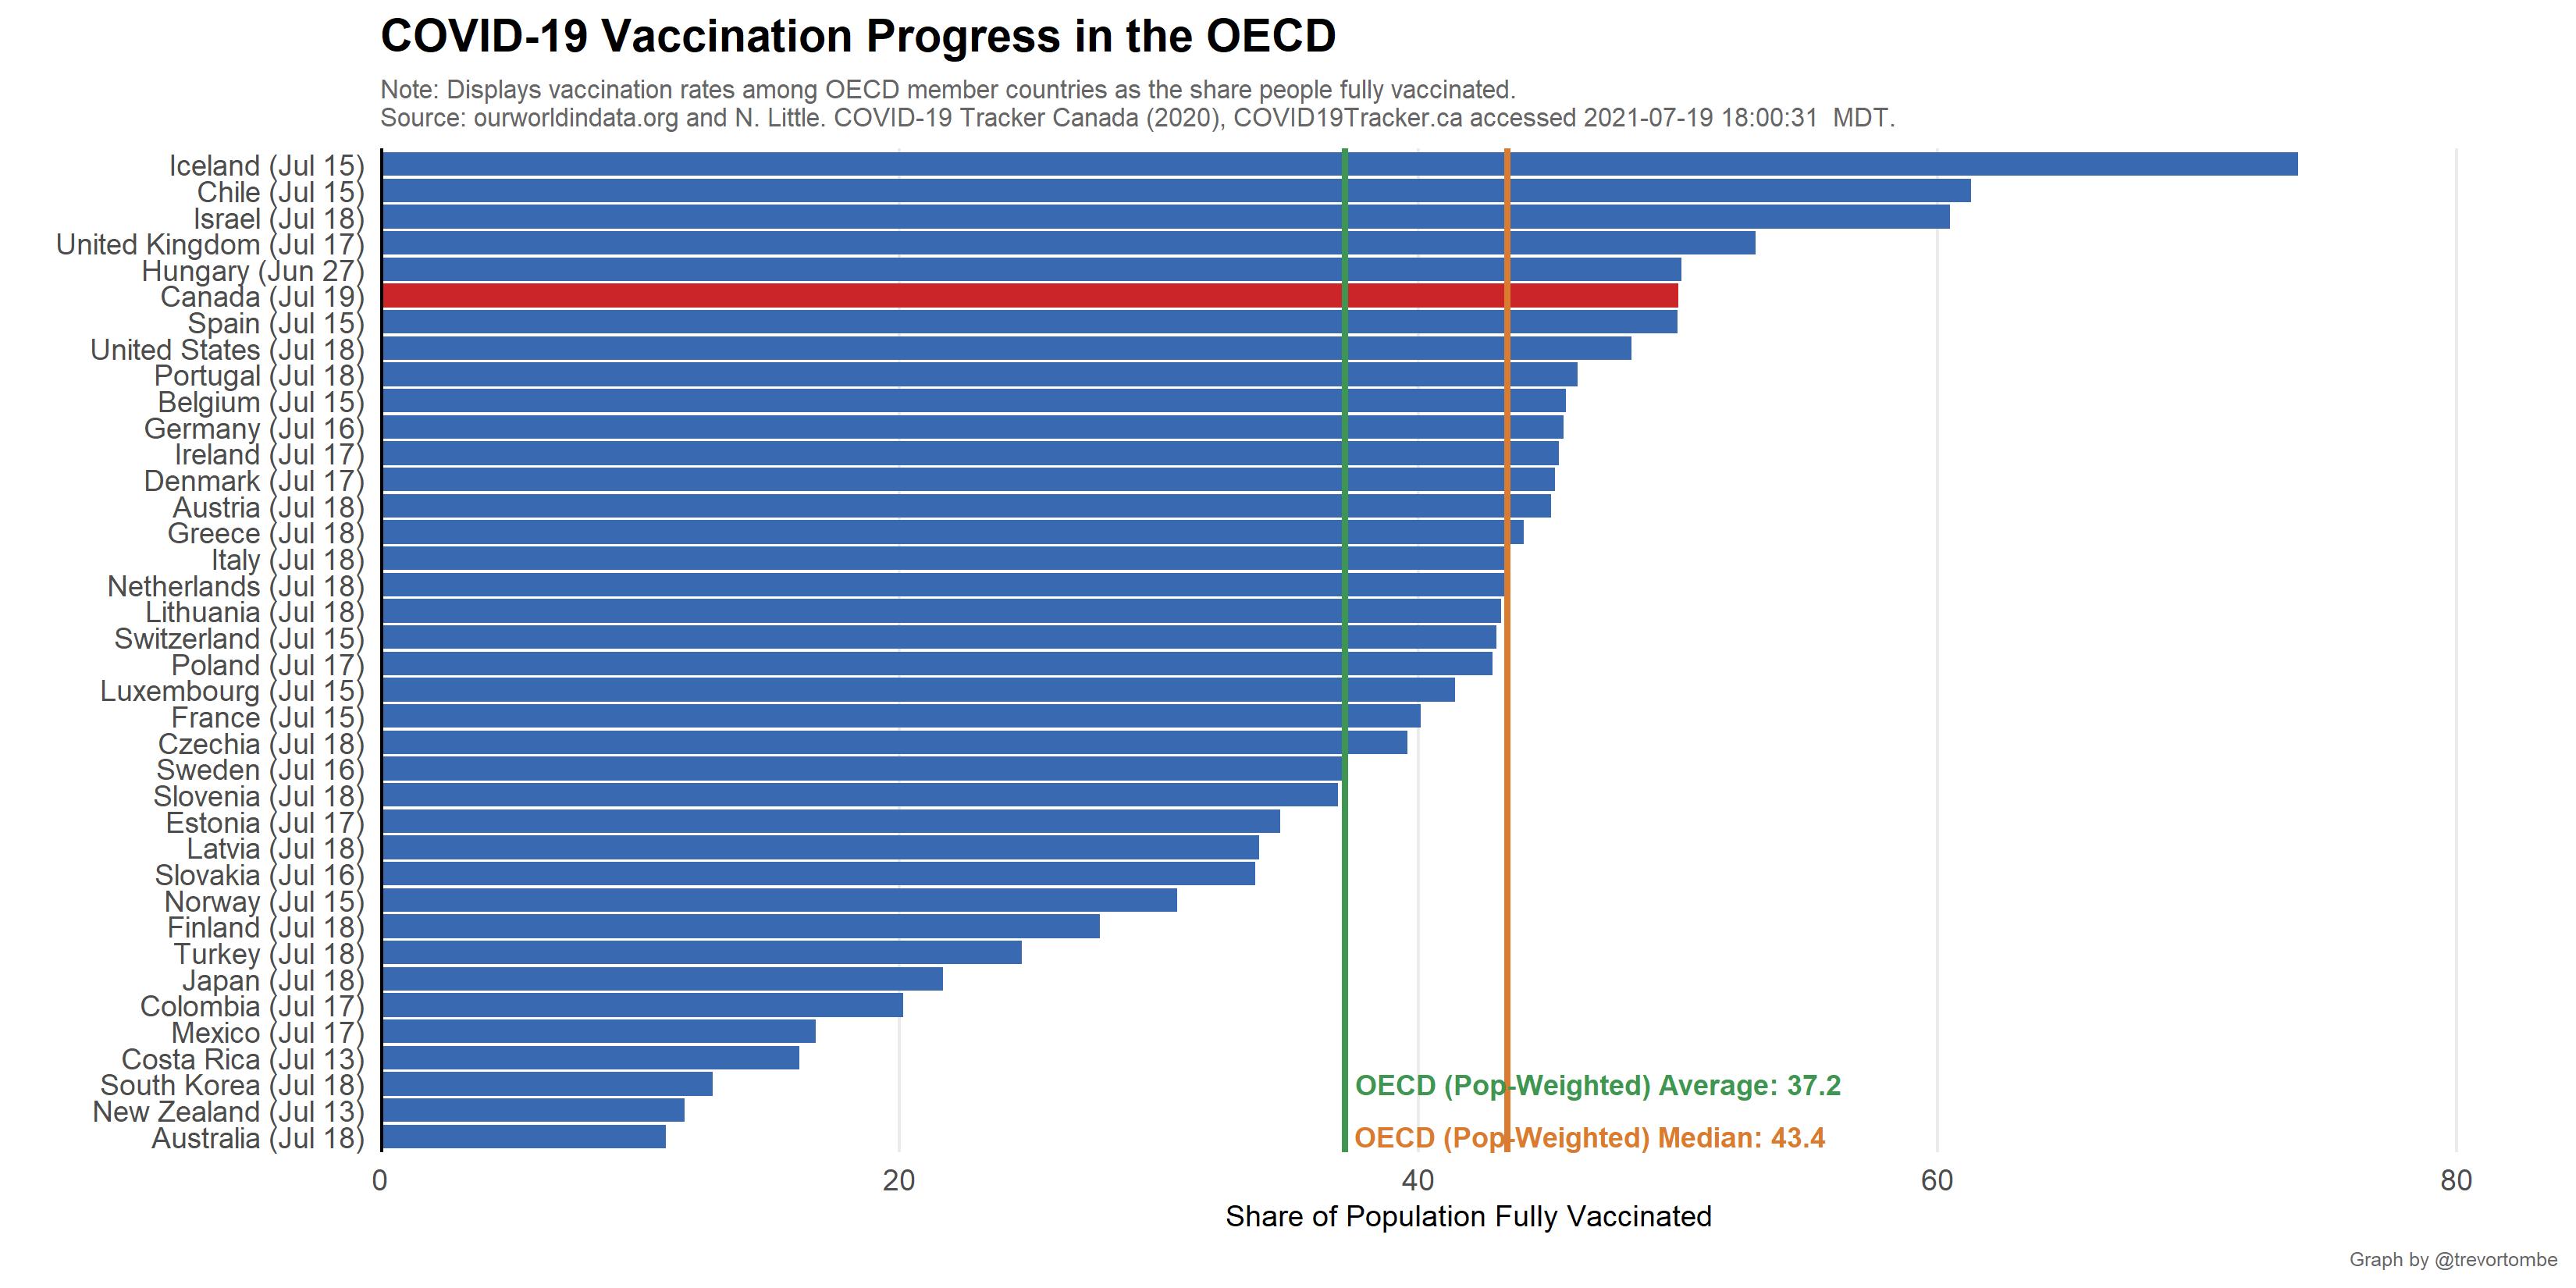 COVID-19 Vaccination Progress in the OECD
Note: Displays vaccination rates among OECD member countries as the share people fully vaccinated.
Source: ourworldindata.org and N. Little. COVID-19 Tracker Canada (2020), COVID19Tracker.ca accessed 2021-07-19 18:00:31  MDT.
Iceland (Jul 15)
Chile (Jul 15)
Israel (Jul 18)
United Kingdom (Jul 17)
Hungary (Jun 27)
Canada (Jul 19)
Spain (Jul 15)
United States (Jul 18)
Portugal (Jul 18)
Belgium (Jul 15)
Germany (Jul 16)
Ireland (Jul 17)
Denmark (Jul 17)
Austria (Jul 18)
Greece (Jul 18)
Italy (Jul 18)
Netherlands (Jul 18)
Lithuania (Jul 18)
Switzerland (Jul 15)
Poland (Jul 17)
Luxembourg (Jul 15)
France (Jul 15)
Czechia (Jul 18)
Sweden (Jul 16)
Slovenia (Jul 18)
Estonia (Jul 17)
Latvia (Jul 18)
Slovakia (Jul 16)
Norway (Jul 15)
Finland (Jul 18)
Turkey (Jul 18)
Japan (Jul 18)
Colombia (Jul 17)
Mexico (Jul 17)
Costa Rica (Jul 13)
South Korea (Jul 18)
OECD (Pop-Weighted) Average: 37.2
New Zealand (Jul 13)
Australia (Jul 18)
OECD (Pop-Weighted) Median: 43.4
0 20 40 60 80
Share of Population Fully Vaccinated
Graph by @trevortombe